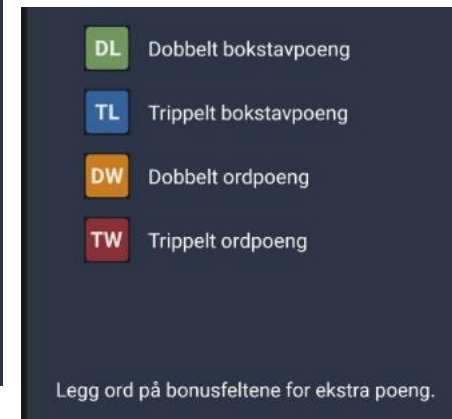 DL Dobbelt bokstavpoeng
TL Trippelt bokstavpoeng
DW Dobbelt ordpoeng
TW Trippelt ordpoeng
Legg ord på bonusfeltene for ekstra poeng.